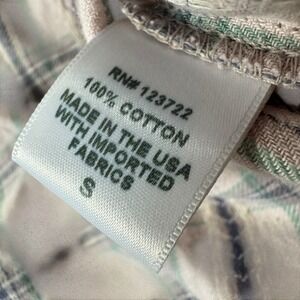 RN# 123722
100% COTTON
MADE IN THE USA
WITH IMPORTED
FABRICS
S